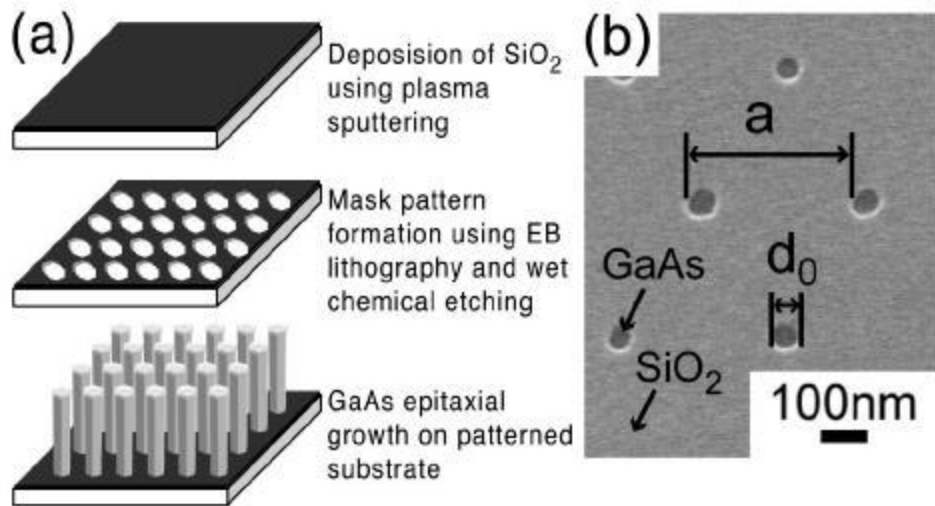 (a)
Deposision of SiO₂
using plasma
sputtering
Mask pattern
formation using EB
lithography and wet
chemical etching
GaAs epitaxial
growth on patterned
substrate
(b)
a
GaAs
d₀
SiO₂
100nm